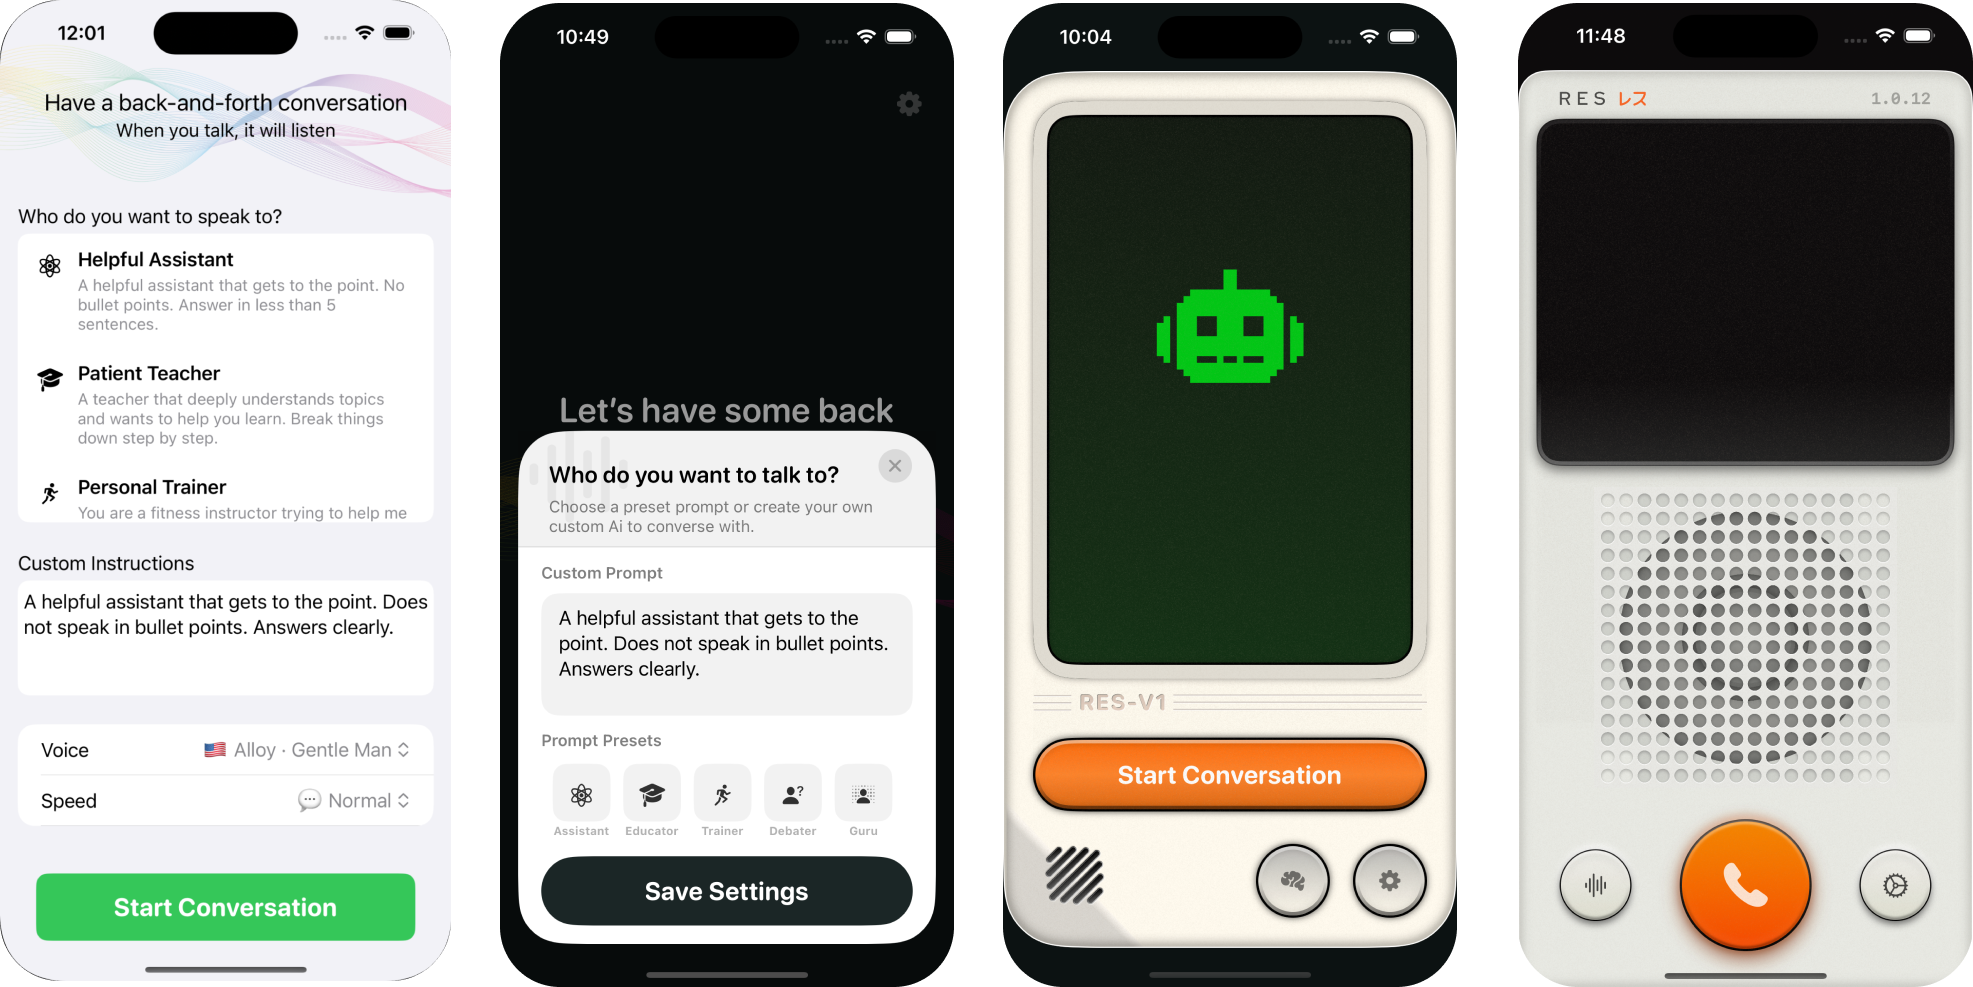 12:01
Have a back-and-forth conversation
When you talk, it will listen
Who do you want to speak to?
Helpful Assistant
A helpful assistant that gets to the point. No
bullet points. Answer in less than 5
sentences.
Patient Teacher
A teacher that deeply understands topics
and wants to help you learn. Break things
down step by step.
Personal Trainer
You are a fitness instructor trying to help me
Custom Instructions
A helpful assistant that gets to the point. Does
not speak in bullet points. Answers clearly.
Voice
🇺🇸 Alloy · Gentle Man
Speed
💬 Normal
Start Conversation
10:49
Let's have some back
Who do you want to talk to?
Choose a preset prompt or create your own
custom Ai to converse with.
Custom Prompt
A helpful assistant that gets to the
point. Does not speak in bullet points.
Answers clearly.
Prompt Presets
Assistant Educator Trainer Debater Guru
Save Settings
10:04
RES-V1
Start Conversation
11:48
RES レス 1.0.12